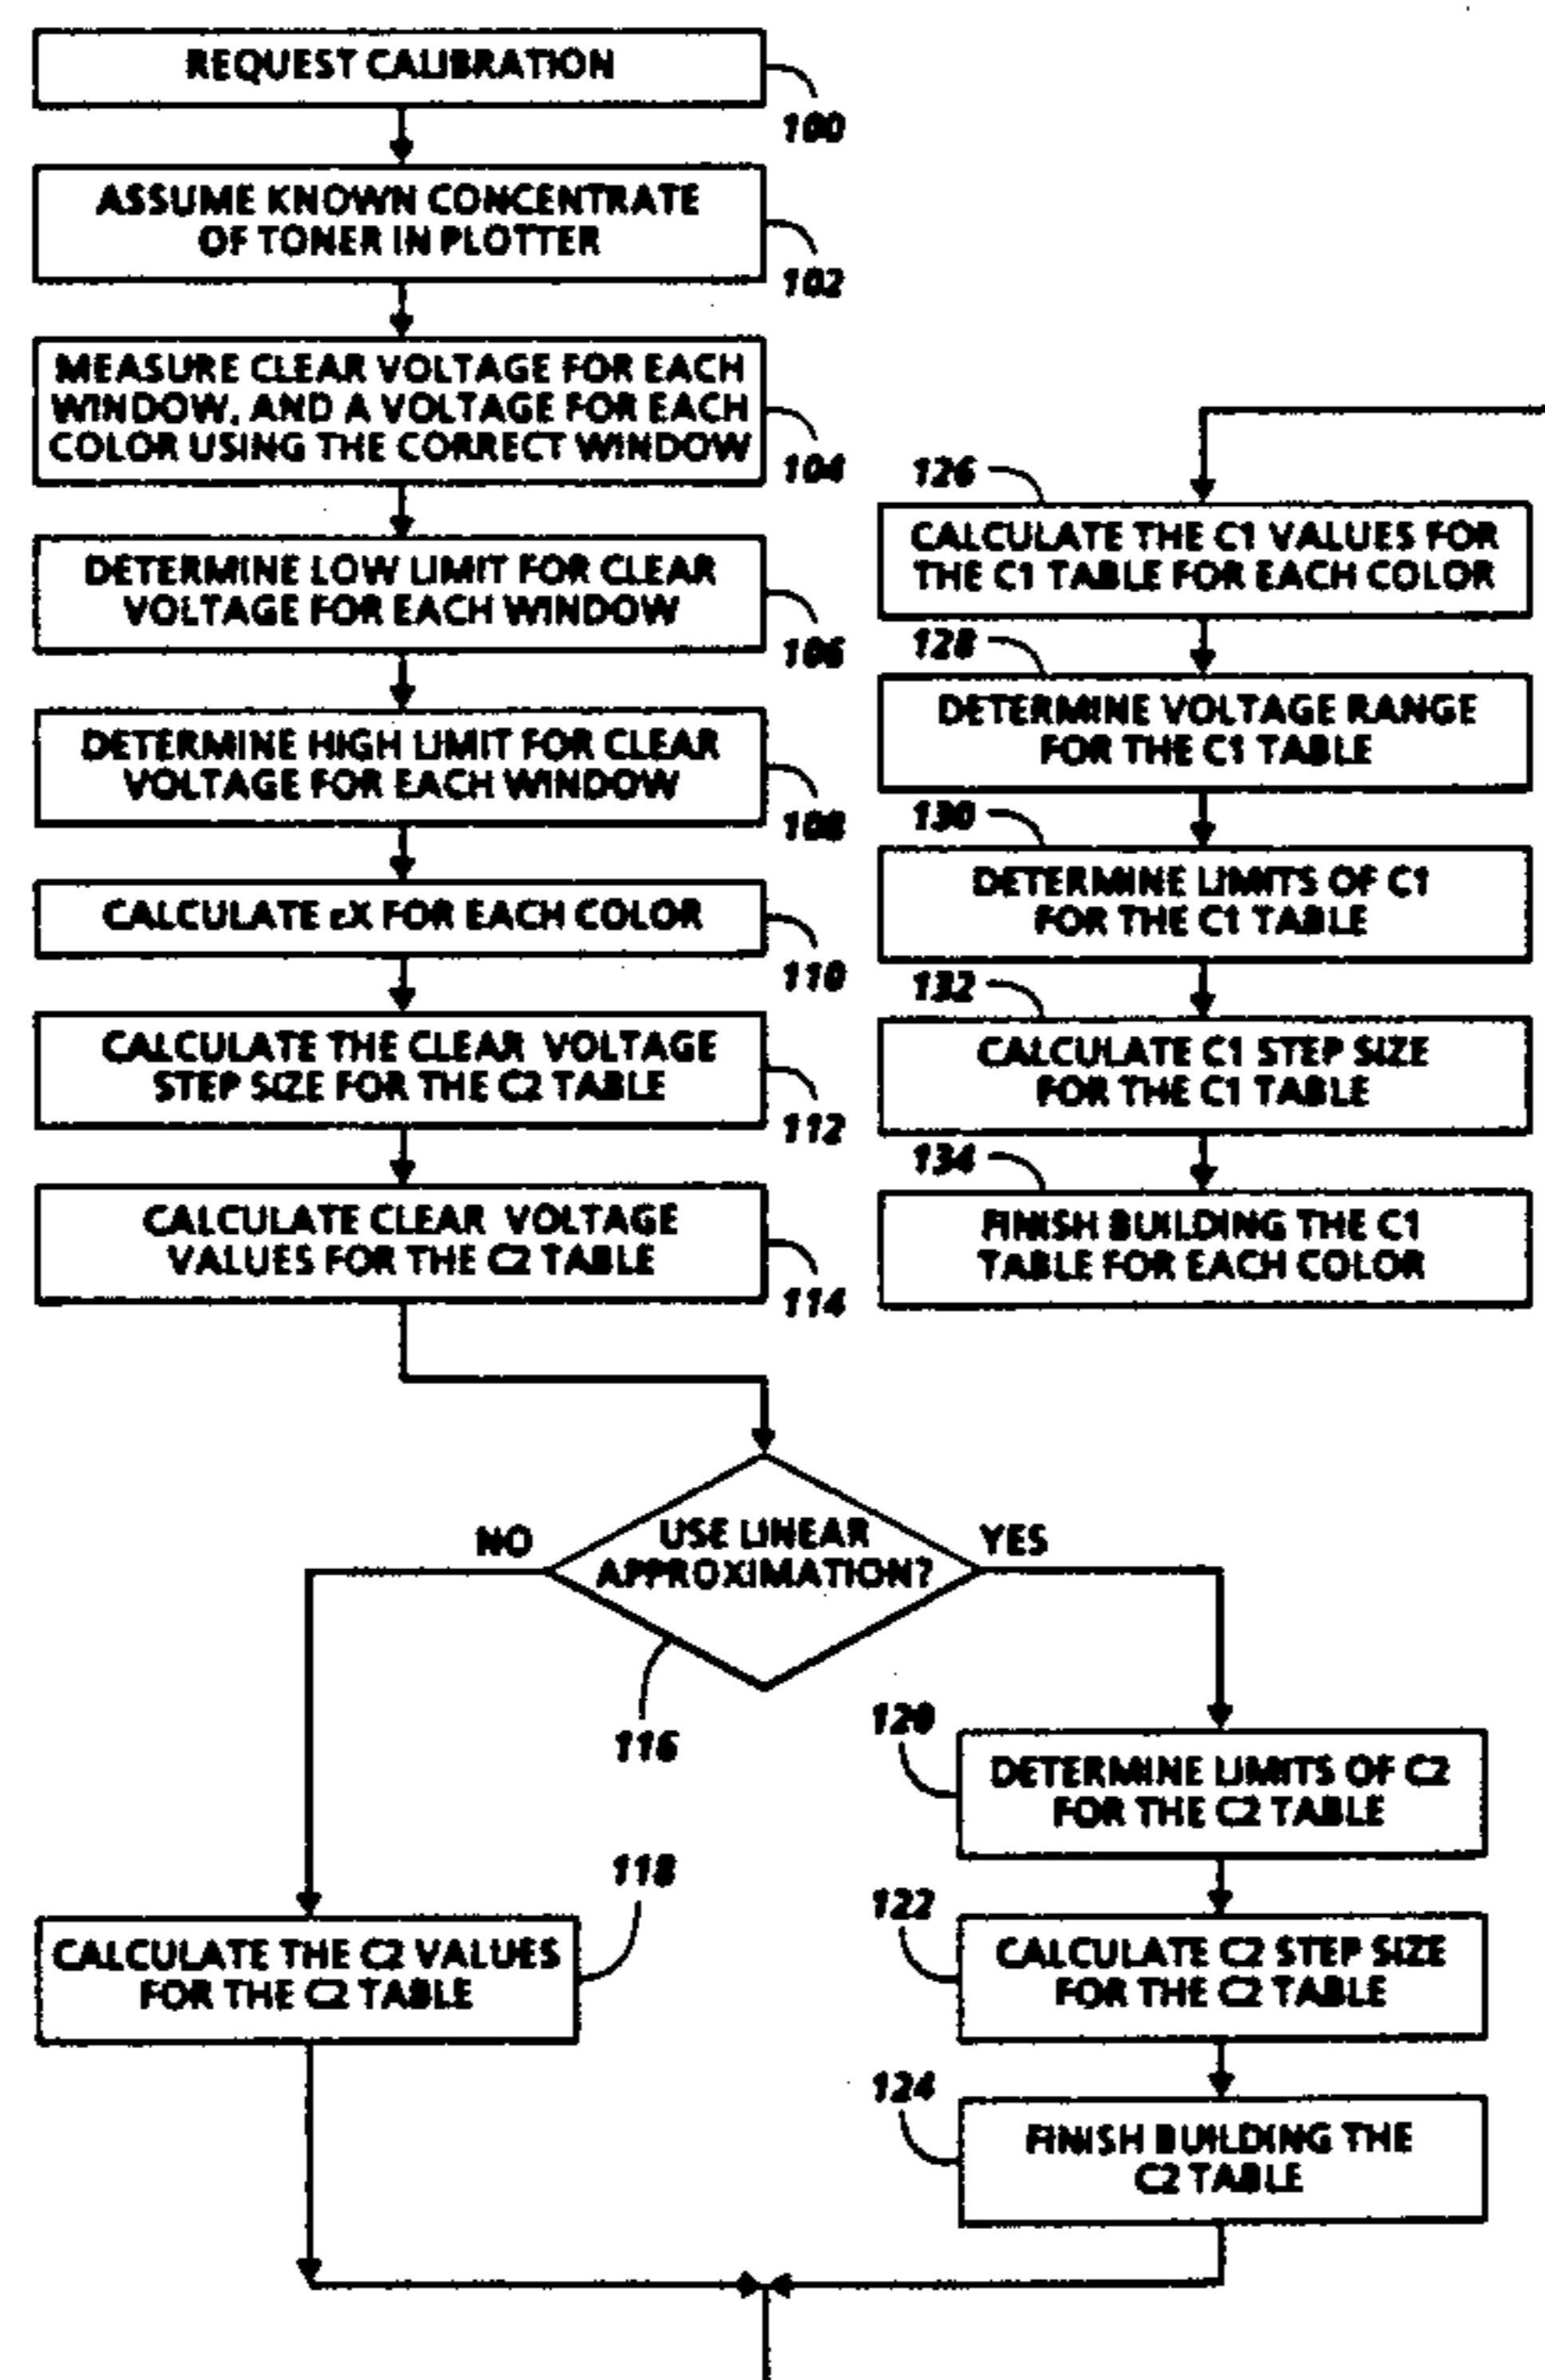 REQUEST CALIBRATION
100
ASSUME KNOWN CONCENTRATE
OF TONER IN PLOTTER
102
MEASURE CLEAR VOLTAGE FOR EACH
WINDOW, AND A VOLTAGE FOR EACH
COLOR USING THE CORRECT WINDOW
104
DETERMINE LOW LIMIT FOR CLEAR
VOLTAGE FOR EACH WINDOW
106
DETERMINE HIGH LIMIT FOR CLEAR
VOLTAGE FOR EACH WINDOW
108
CALCULATE εX FOR EACH COLOR
110
CALCULATE THE CLEAR VOLTAGE
STEP SIZE FOR THE C2 TABLE
112
CALCULATE CLEAR VOLTAGE
VALUES FOR THE C2 TABLE
114
USE LINEAR
APPROXIMATION?
NO
YES
116
118
CALCULATE THE C2 VALUES
FOR THE C2 TABLE
120
DETERMINE LIMITS OF C2
FOR THE C2 TABLE
122
CALCULATE C2 STEP SIZE
FOR THE C2 TABLE
124
FINISH BUILDING THE
C2 TABLE
126
CALCULATE THE C1 VALUES FOR
THE C1 TABLE FOR EACH COLOR
128
DETERMINE VOLTAGE RANGE
FOR THE C1 TABLE
130
DETERMINE LIMITS OF C1
FOR THE C1 TABLE
132
CALCULATE C1 STEP SIZE
FOR THE C1 TABLE
134
FINISH BUILDING THE C1
TABLE FOR EACH COLOR